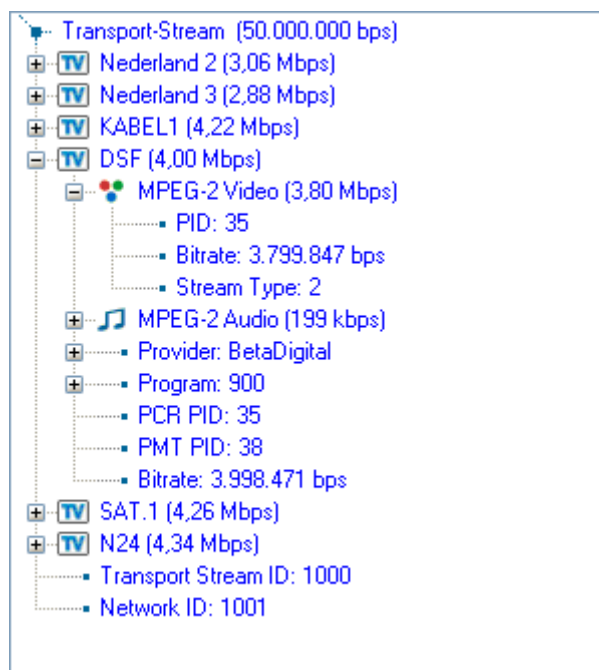 Transport-Stream (50.000.000 bps)
TV Nederland 2 (3,06 Mbps)
TV Nederland 3 (2,88 Mbps)
TV KABEL1 (4,22 Mbps)
TV DSF (4,00 Mbps)
MPEG-2 Video (3,80 Mbps)
PID: 35
Bitrate: 3.799.847 bps
Stream Type: 2
MPEG-2 Audio (199 kbps)
Provider: BetaDigital
Program: 900
PCR PID: 35
PMT PID: 38
Bitrate: 3.998.471 bps
TV SAT.1 (4,26 Mbps)
TV N24 (4,34 Mbps)
Transport Stream ID: 1000
Network ID: 1001